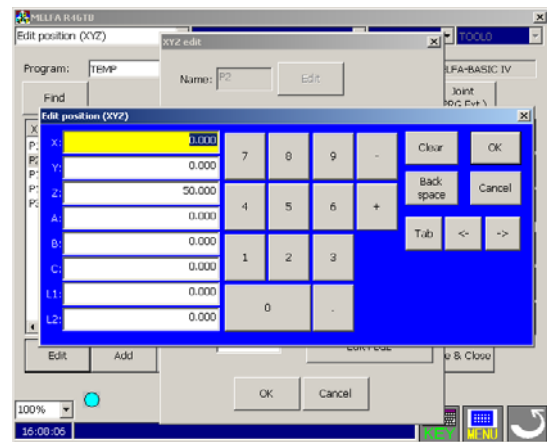 MELFA R46TB
Edit position (XYZ)
TOOL0
XYZ edit
Program: TEMP
Name: P2
Edit
MELFA-BASIC IV
Find
Joint
Edit position (XYZ)
X: 0.000
Y: 0.000
Z: 50.000
A: 0.000
B: 0.000
C: 0.000
L1: 0.000
L2: 0.000
7 8 9 -
4 5 6 +
1 2 3
0 .
Clear OK
Back
space
Cancel
Tab <- ->
Edit Add
& Close
OK Cancel
100%
16:08:06
KEY MENU